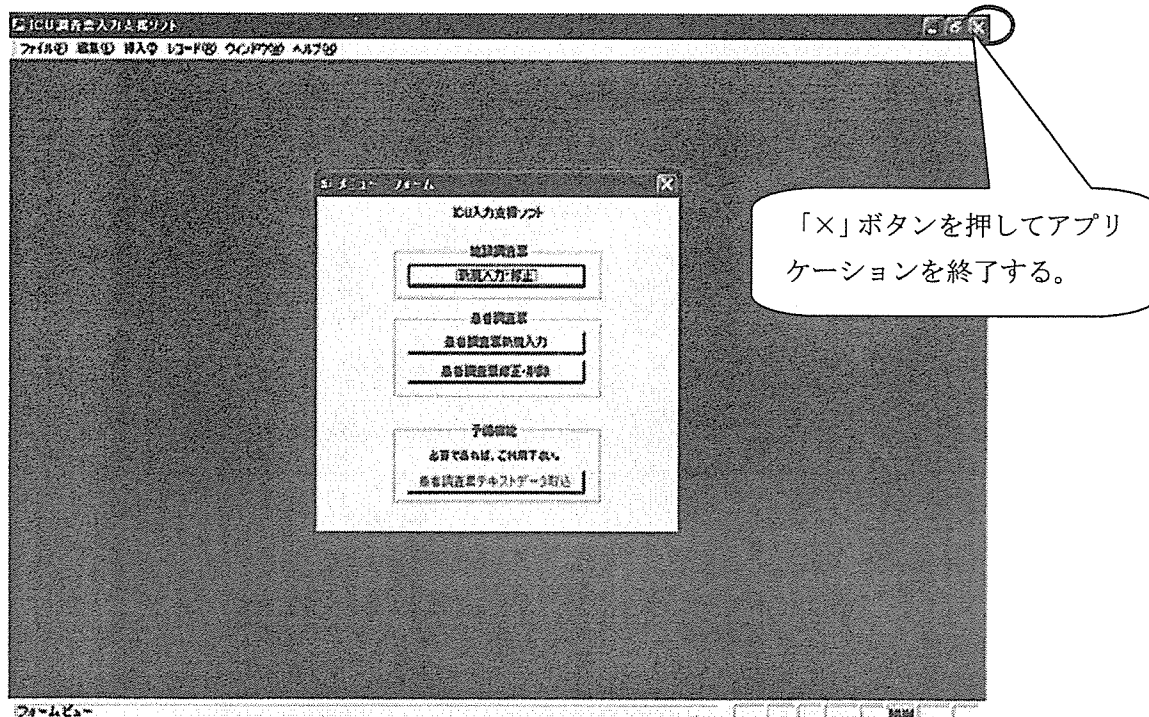 ICU調査票入力支援ソフト
ファイル(F) 編集(E) 挿入(I) レコード(R) ウィンドウ(W) ヘルプ(H)
メニュー フォーム
ICU入力支援ソフト
施設調査票
新規入力・修正
患者調査票
患者調査票新規入力
患者調査票修正・削除
予備機能
必要であれば、ご利用下さい。
患者調査票テキストデータ取込
「×」ボタンを押してアプリ
ケーションを終了する。
フォームビュー